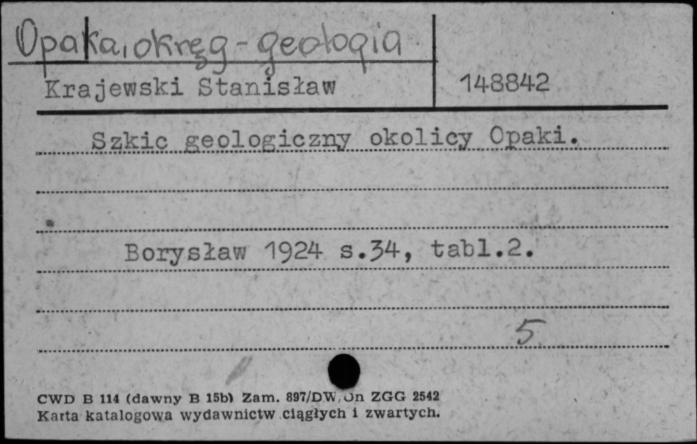 Opaka, okręg - geologia
Krajewski Stanisław
148842
Szkic geologiczny okolicy Opaki.
Borysław 1924 s.34, tabl.2.
5
CWD B 114 (dawny B 15b) Zam. 897/DW/Jn ZGG 2542
Karta katalogowa wydawnictw ciągłych i zwartych.